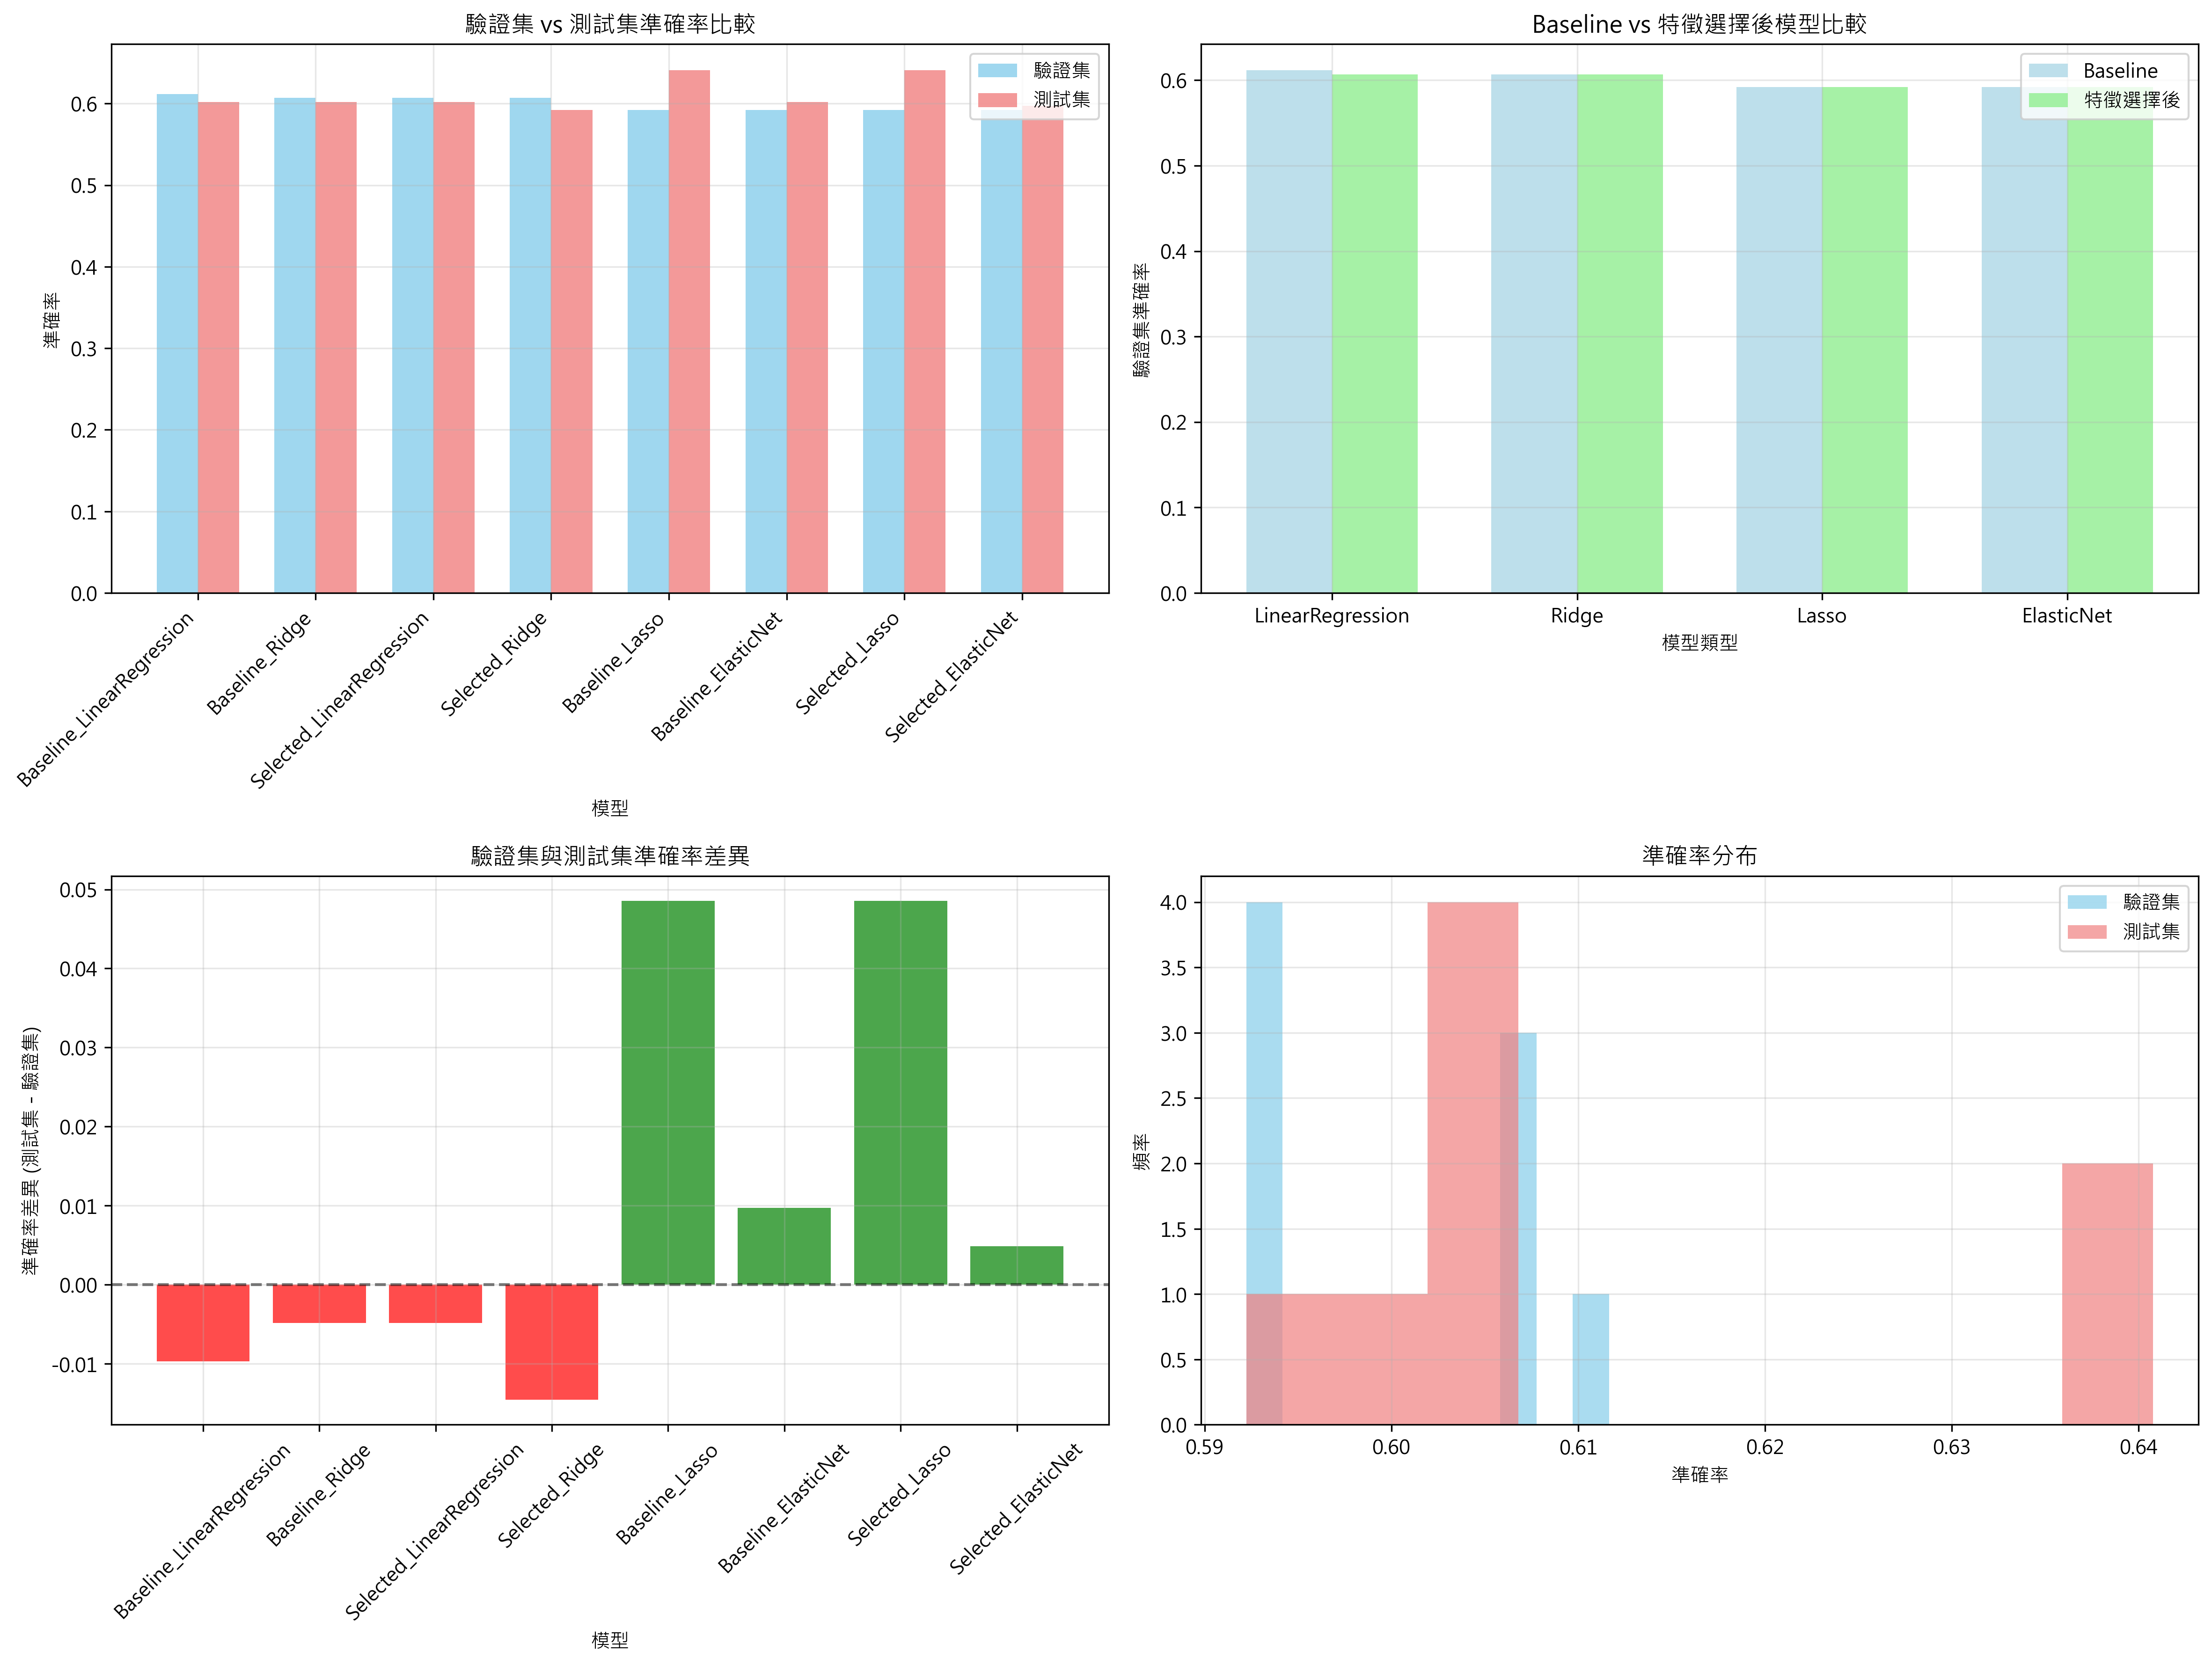 驗證集 vs 測試集準確率比較
驗證集
測試集
準確率
0.6
0.5
0.4
0.3
0.2
0.1
0.0
Baseline_LinearRegression
Baseline_Ridge
Selected_LinearRegression
Selected_Ridge
Baseline_Lasso
Baseline_ElasticNet
Selected_Lasso
Selected_ElasticNet
模型
Baseline vs 特徵選擇後模型比較
Baseline
特徵選擇後
驗證集準確率
0.6
0.5
0.4
0.3
0.2
0.1
0.0
LinearRegression
Ridge
Lasso
ElasticNet
模型類型
驗證集與測試集準確率差異
準確率差異 (測試集 - 驗證集)
0.05
0.04
0.03
0.02
0.01
0.00
-0.01
Baseline_LinearRegression
Baseline_Ridge
Selected_LinearRegression
Selected_Ridge
Baseline_Lasso
Baseline_ElasticNet
Selected_Lasso
Selected_ElasticNet
模型
準確率分布
驗證集
測試集
頻率
4.0
3.5
3.0
2.5
2.0
1.5
1.0
0.5
0.0
0.59
0.60
0.61
0.62
0.63
0.64
準確率